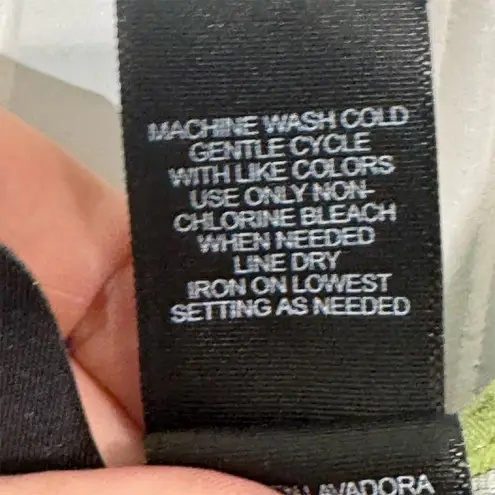 MACHINE WASH COLD
GENTLE CYCLE
WITH LIKE COLORS
USE ONLY NON-
CHLORINE BLEACH
WHEN NEEDED
LINE DRY
IRON ON LOWEST
SETTING AS NEEDED
LAVADORA